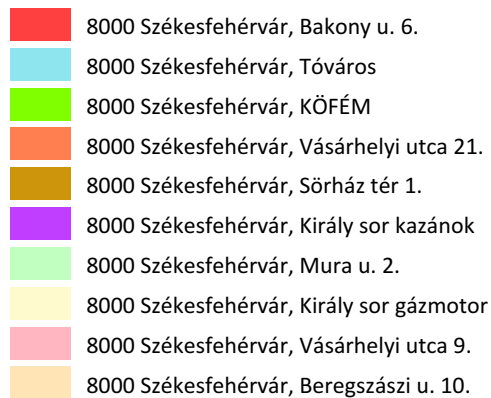 8000 Székesfehérvár, Bakony u. 6.
8000 Székesfehérvár, Tóváros
8000 Székesfehérvár, KÖFÉM
8000 Székesfehérvár, Vásárhelyi utca 21.
8000 Székesfehérvár, Sörház tér 1.
8000 Székesfehérvár, Király sor kazánok
8000 Székesfehérvár, Mura u. 2.
8000 Székesfehérvár, Király sor gázmotor
8000 Székesfehérvár, Vásárhelyi utca 9.
8000 Székesfehérvár, Beregszászi u. 10.